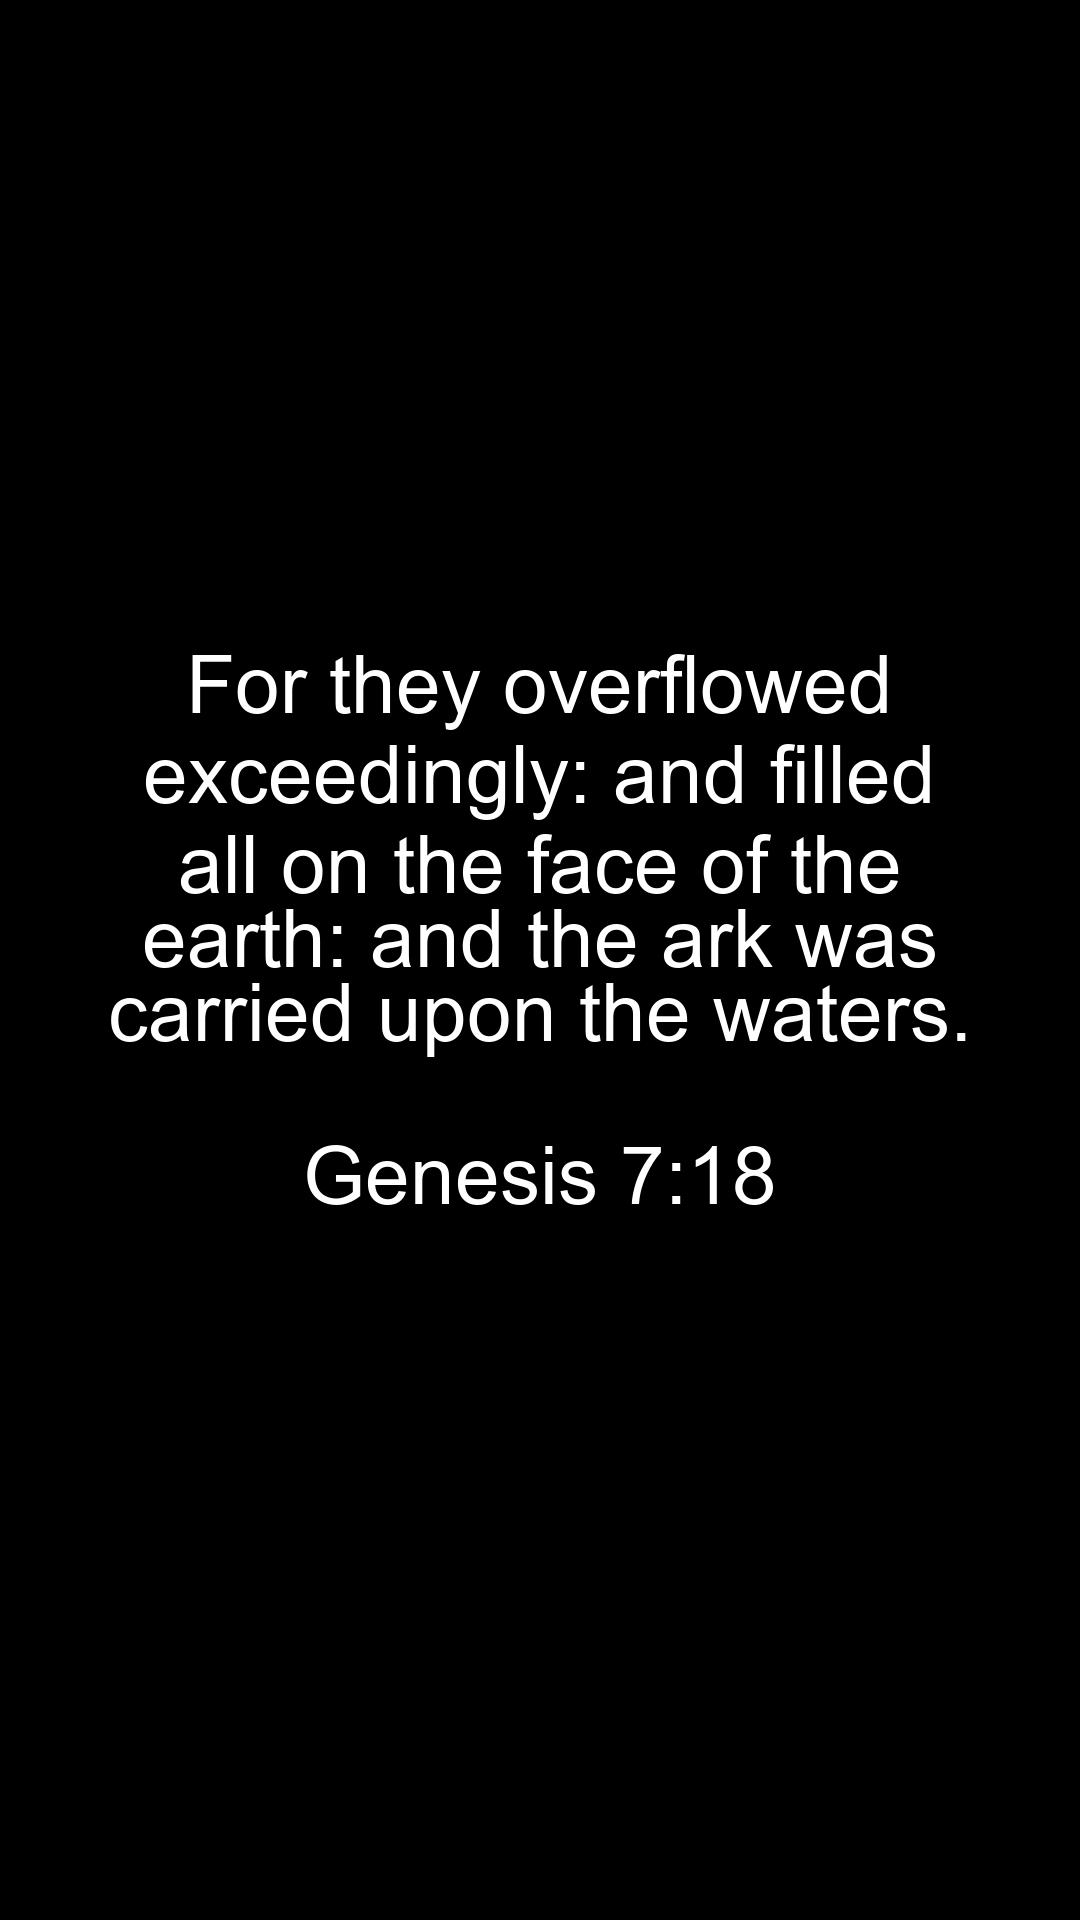 For they overflowed
exceedingly: and filled
all on the face of the
earth: and the ark was
carried upon the waters.
Genesis 7:18